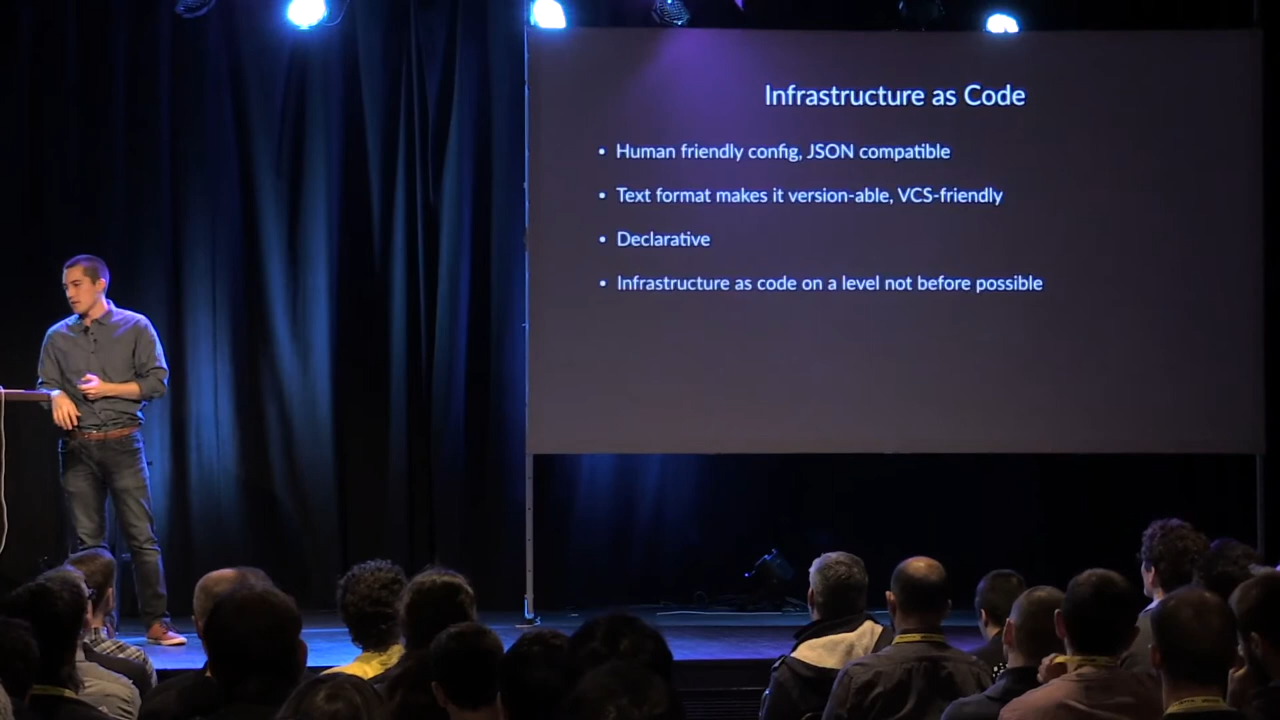 Infrastructure as Code
• Human friendly config, JSON compatible
• Text format makes it version-able, VCS-friendly
• Declarative
• Infrastructure as code on a level not before possible